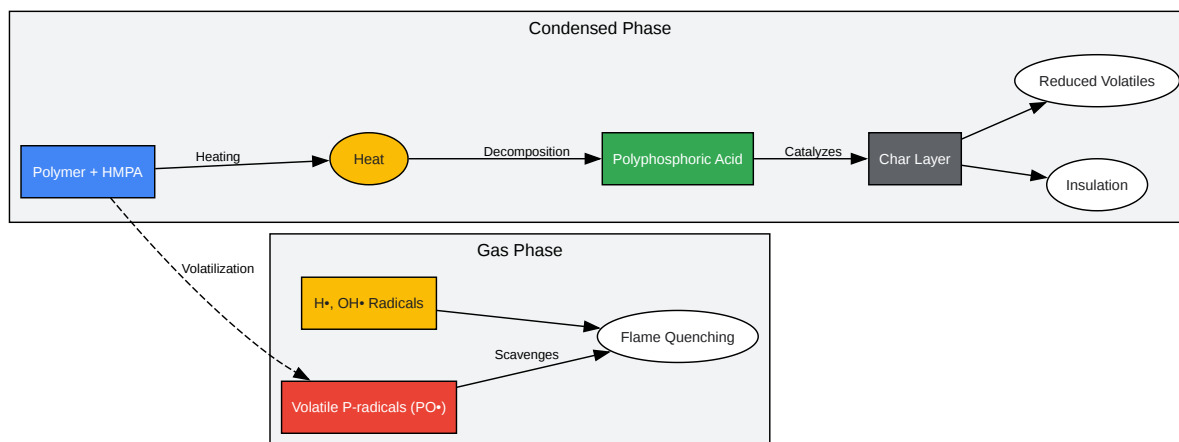 Condensed Phase
Reduced Volatiles
Polymer + HMPA
Heating
Heat
Decomposition
Polyphosphoric Acid
Catalyzes
Char Layer
Insulation
Volatilization
Gas Phase
H•, OH• Radicals
Flame Quenching
Scavenges
Volatile P-radicals (PO•)